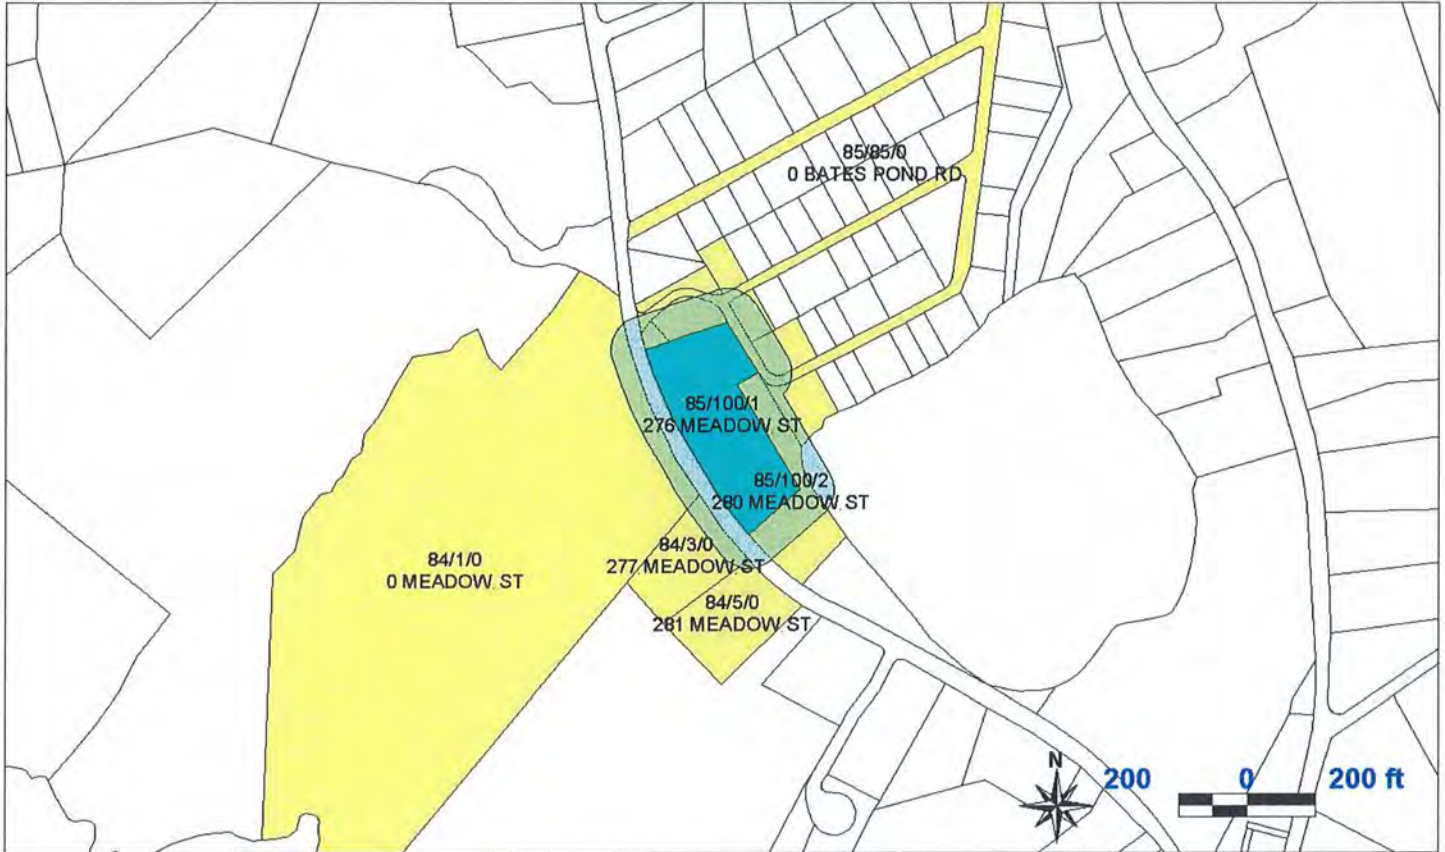 85/85/0
0 BATES POND RD
85/100/1
276 MEADOW ST
85/100/2
280 MEADOW ST
84/3/0
277 MEADOW ST
84/1/0
0 MEADOW ST
84/5/0
281 MEADOW ST
N
200 0 200 ft